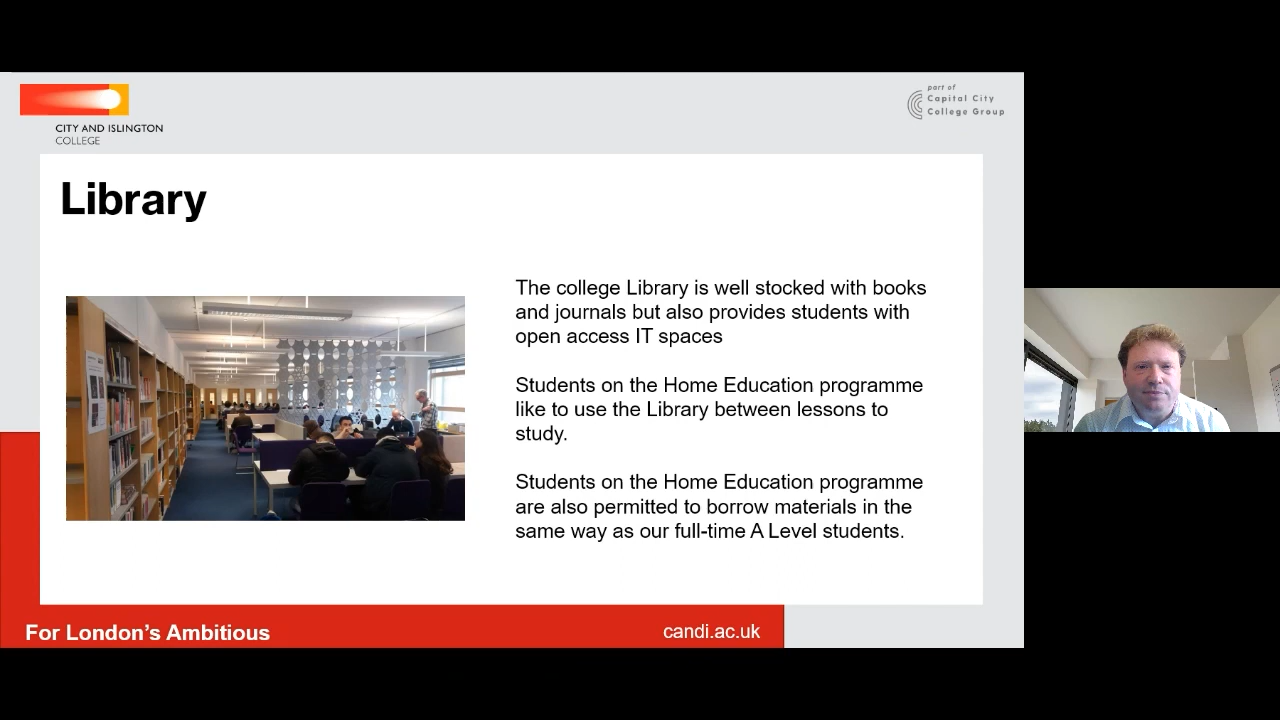 CITY AND ISLINGTON
COLLEGE
part of
Capital City
College Group
Library
The college Library is well stocked with books
and journals but also provides students with
open access IT spaces
Students on the Home Education programme
like to use the Library between lessons to
study.
Students on the Home Education programme
are also permitted to borrow materials in the
same way as our full-time A Level students.
For London's Ambitious
candi.ac.uk